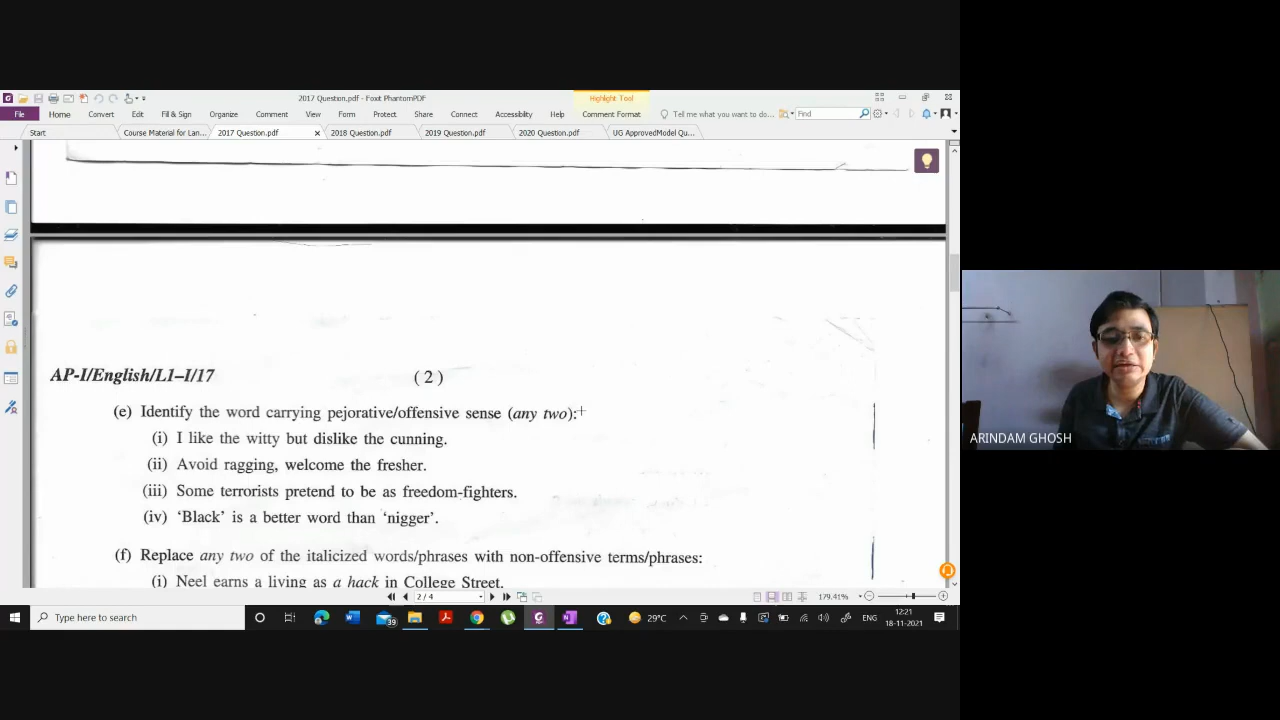 2017 Question.pdf - Foxit PhantomPDF
Highlight Tool
File Home Convert Edit Fill & Sign Organize Comment View Form Protect Share Connect Accessibility Help Comment Format Tell me what you want to do... Find
Start Course Material for Lan... 2017 Question.pdf 2018 Question.pdf 2019 Question.pdf 2020 Question.pdf UG ApprovedModel Qu...
AP-I/English/L1–I/17 ( 2 )
(e) Identify the word carrying pejorative/offensive sense (any two):
(i) I like the witty but dislike the cunning.
(ii) Avoid ragging, welcome the fresher.
(iii) Some terrorists pretend to be as freedom-fighters.
(iv) ‘Black’ is a better word than ‘nigger’.
(f) Replace any two of the italicized words/phrases with non-offensive terms/phrases:
(i) Neel earns a living as a hack in College Street.
2 / 4 179.41%
Type here to search 39 29°C ENG 12:21
18-11-2021
ARINDAM GHOSH